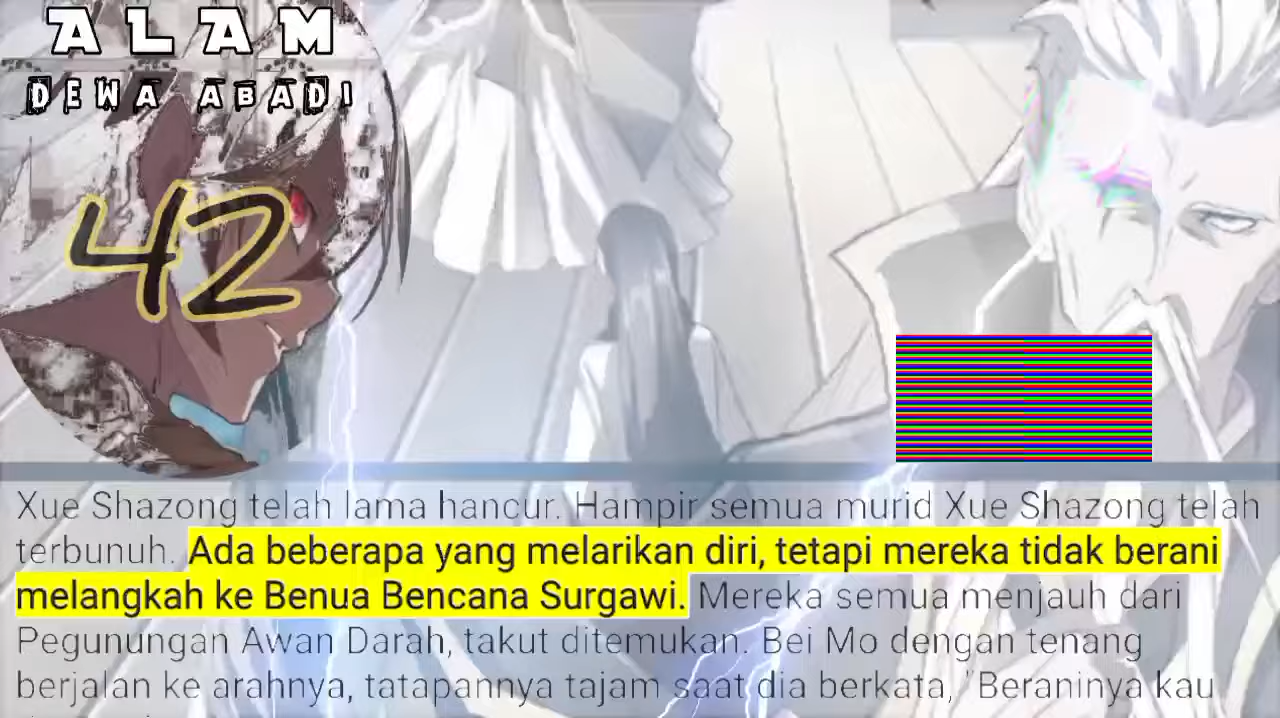 ALAM
DEWA ABADI
42
Xue Shazong telah lama hancur. Hampir semua murid Xue Shazong telah
terbunuh. Ada beberapa yang melarikan diri, tetapi mereka tidak berani
melangkah ke Benua Bencana Surgawi. Mereka semua menjauh dari
Pegunungan Awan Darah, takut ditemukan. Bei Mo dengan tenang
berjalan ke arahnya, tatapannya tajam saat dia berkata, "Beraninya kau